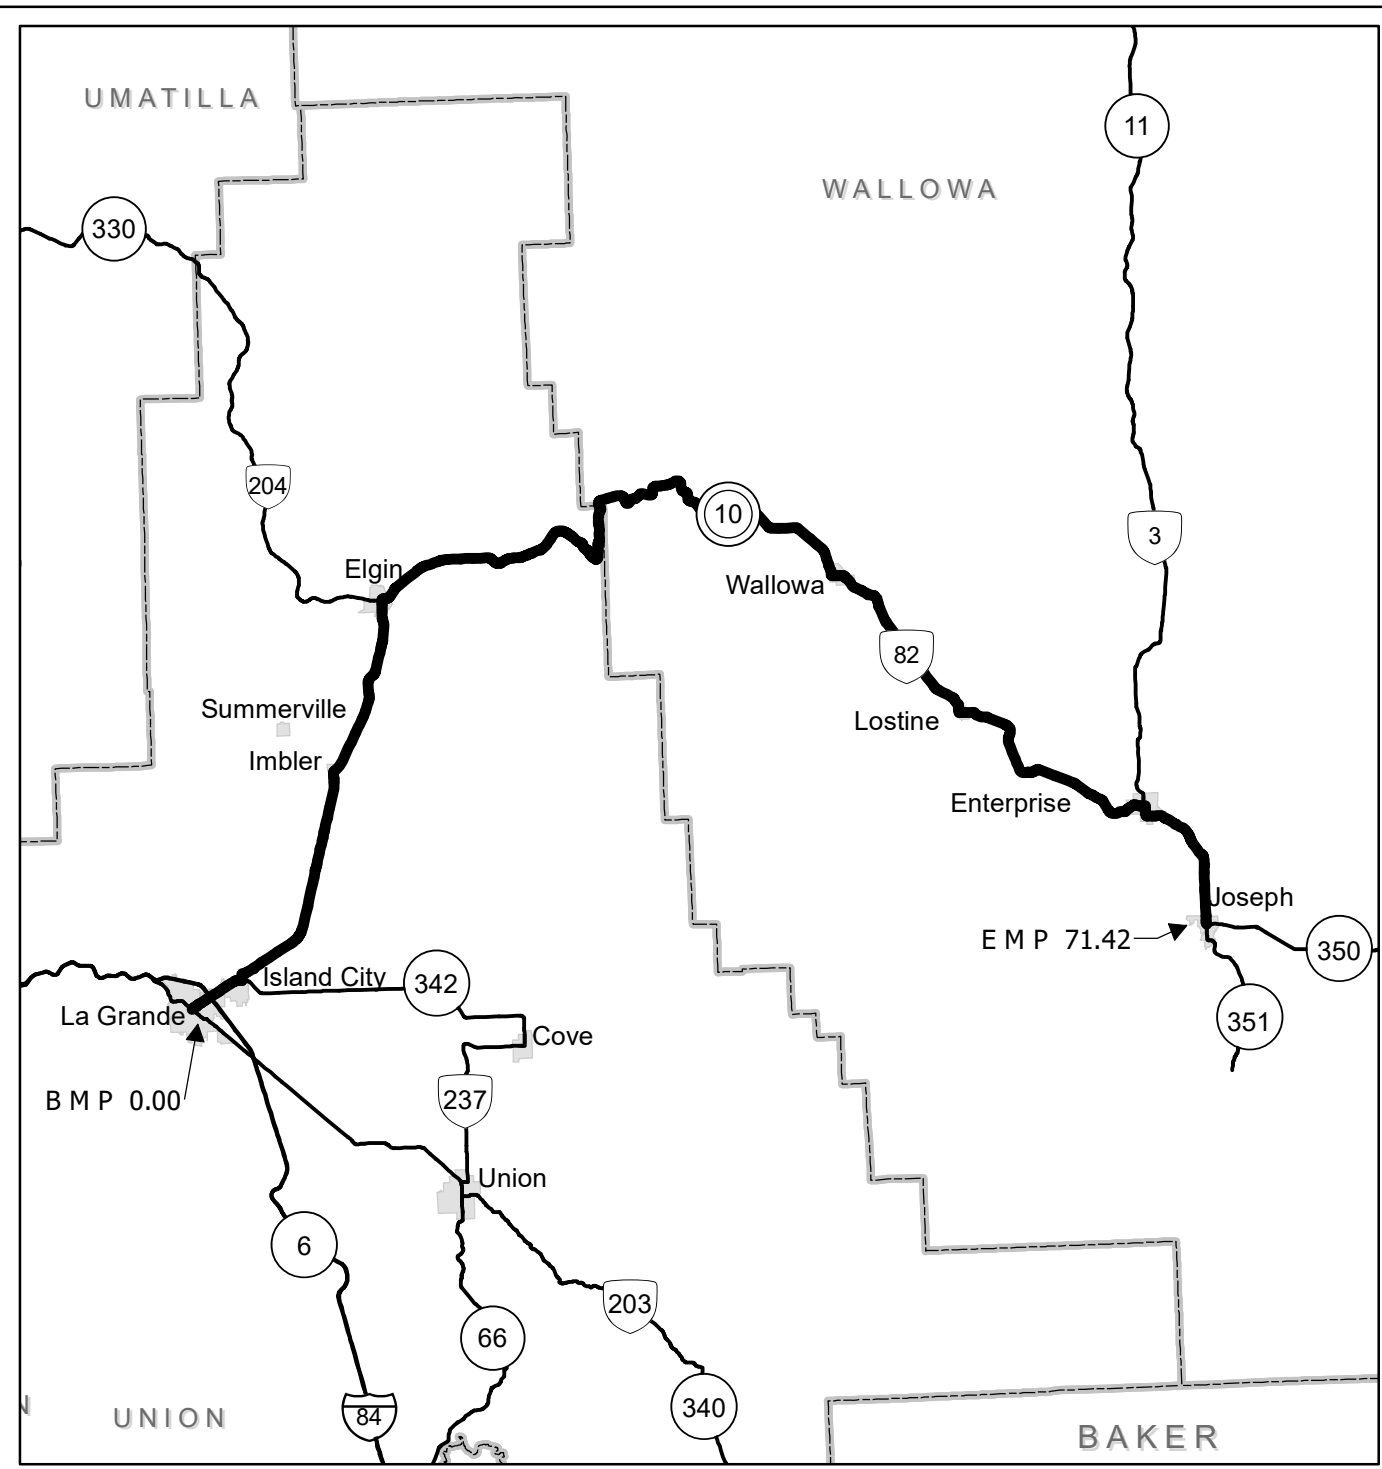 UMATILLA
11
WALLOWA
330
204
10
3
Elgin
Wallowa
82
Summerville
Lostine
Imbler
Enterprise
Joseph
EMP 71.42
350
Island City
342
La Grande
351
Cove
BMP 0.00
237
Union
6
203
66
N
340
84
UNION
BAKER